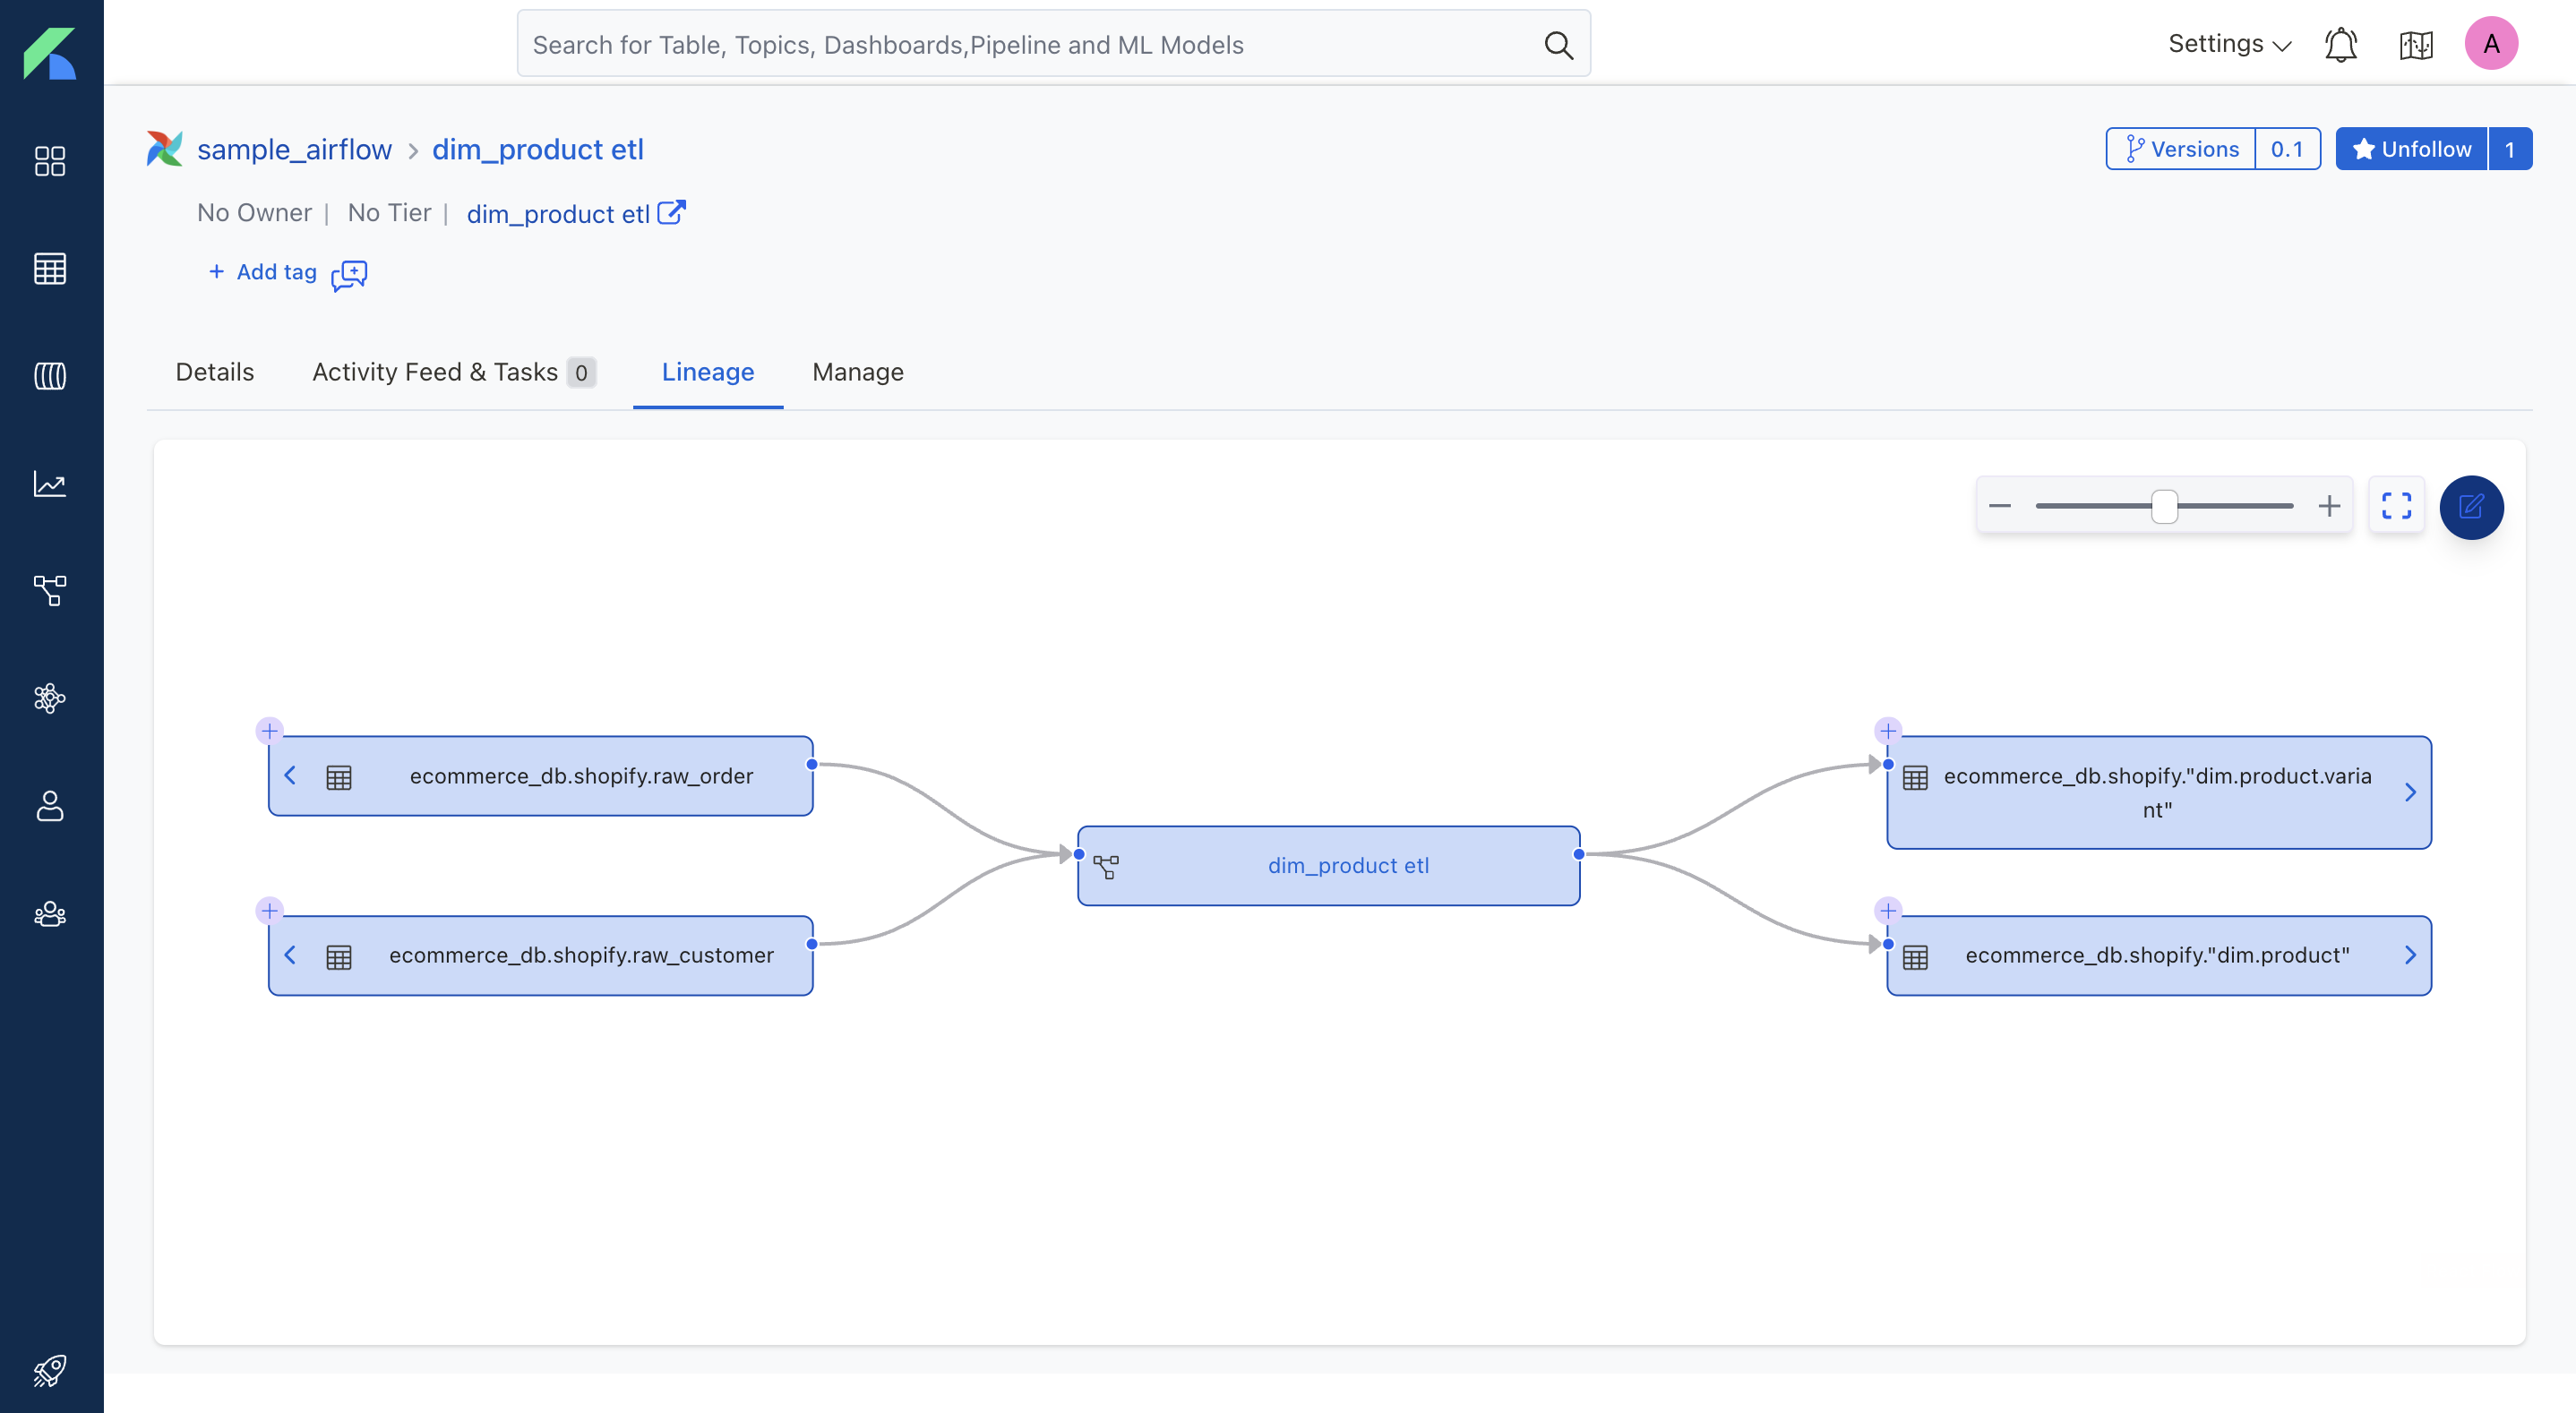 Search for Table, Topics, Dashboards,Pipeline and ML Models
Settings
A
sample_airflow > dim_product etl
Versions 0.1
Unfollow 1
No Owner | No Tier | dim_product etl
+ Add tag
Details
Activity Feed & Tasks 0
Lineage
Manage
ecommerce_db.shopify.raw_order
ecommerce_db.shopify.raw_customer
dim_product etl
ecommerce_db.shopify."dim.product.varia
nt"
ecommerce_db.shopify."dim.product"